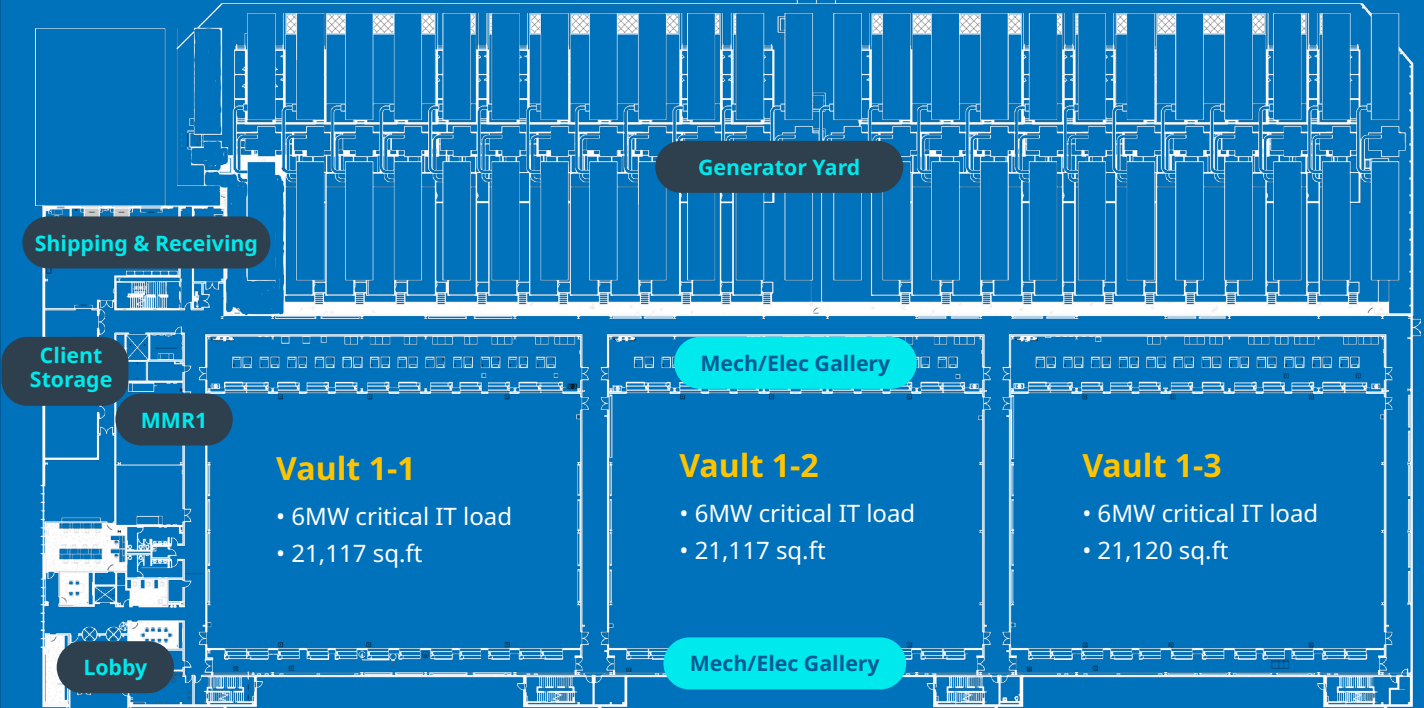 Generator Yard
Shipping & Receiving
Client
Storage
Mech/Elec Gallery
MMR1
Vault 1-1
• 6MW critical IT load
• 21,117 sq.ft
Vault 1-2
• 6MW critical IT load
• 21,117 sq.ft
Vault 1-3
• 6MW critical IT load
• 21,120 sq.ft
Lobby
Mech/Elec Gallery